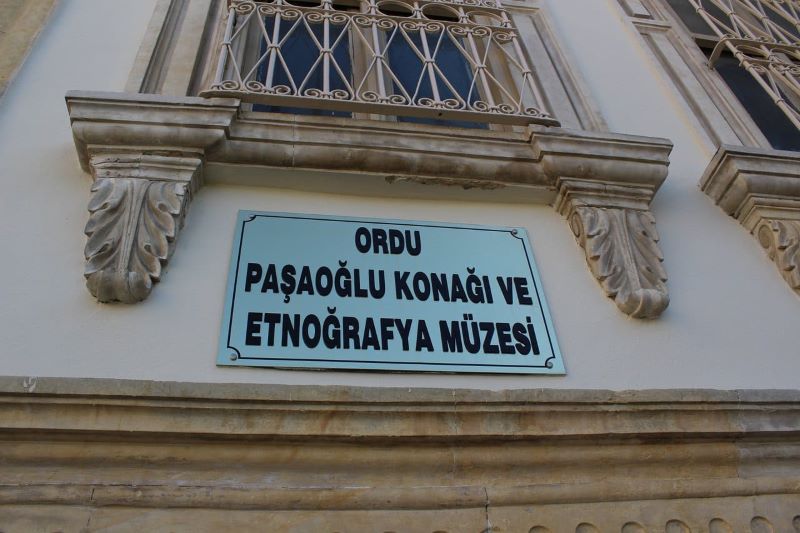 ORDU
PAŞAOĞLU KONAĞI VE
ETNOĞRAFYA MÜZESİ